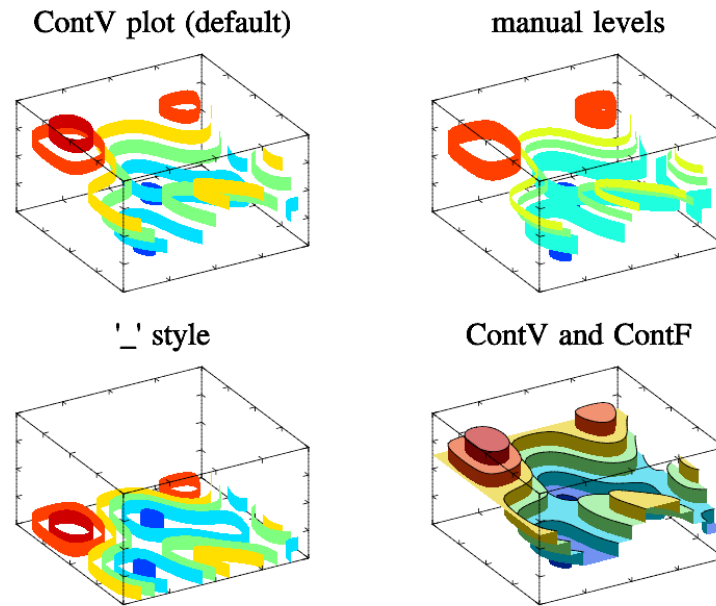 ContV plot (default)
manual levels
'_' style
ContV and ContF